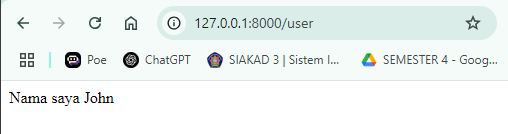 127.0.0.1:8000/user
Poe ChatGPT SIAKAD 3 | Sistem I... SEMESTER 4 - Goog...
Nama saya John